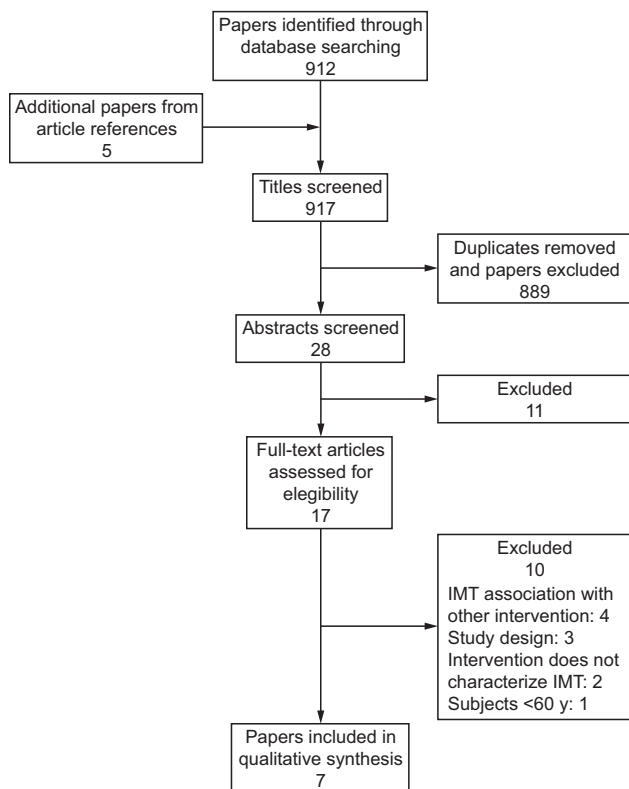 Papers identified through
database searching
912
Additional papers from
article references
5
Titles screened
917
Duplicates removed
and papers excluded
889
Abstracts screened
28
Excluded
11
Full-text articles
assessed for
elegibility
17
Excluded
10
IMT association with
other intervention: 4
Study design: 3
Intervention does not
characterize IMT: 2
Subjects <60 y: 1
Papers included in
qualitative synthesis
7